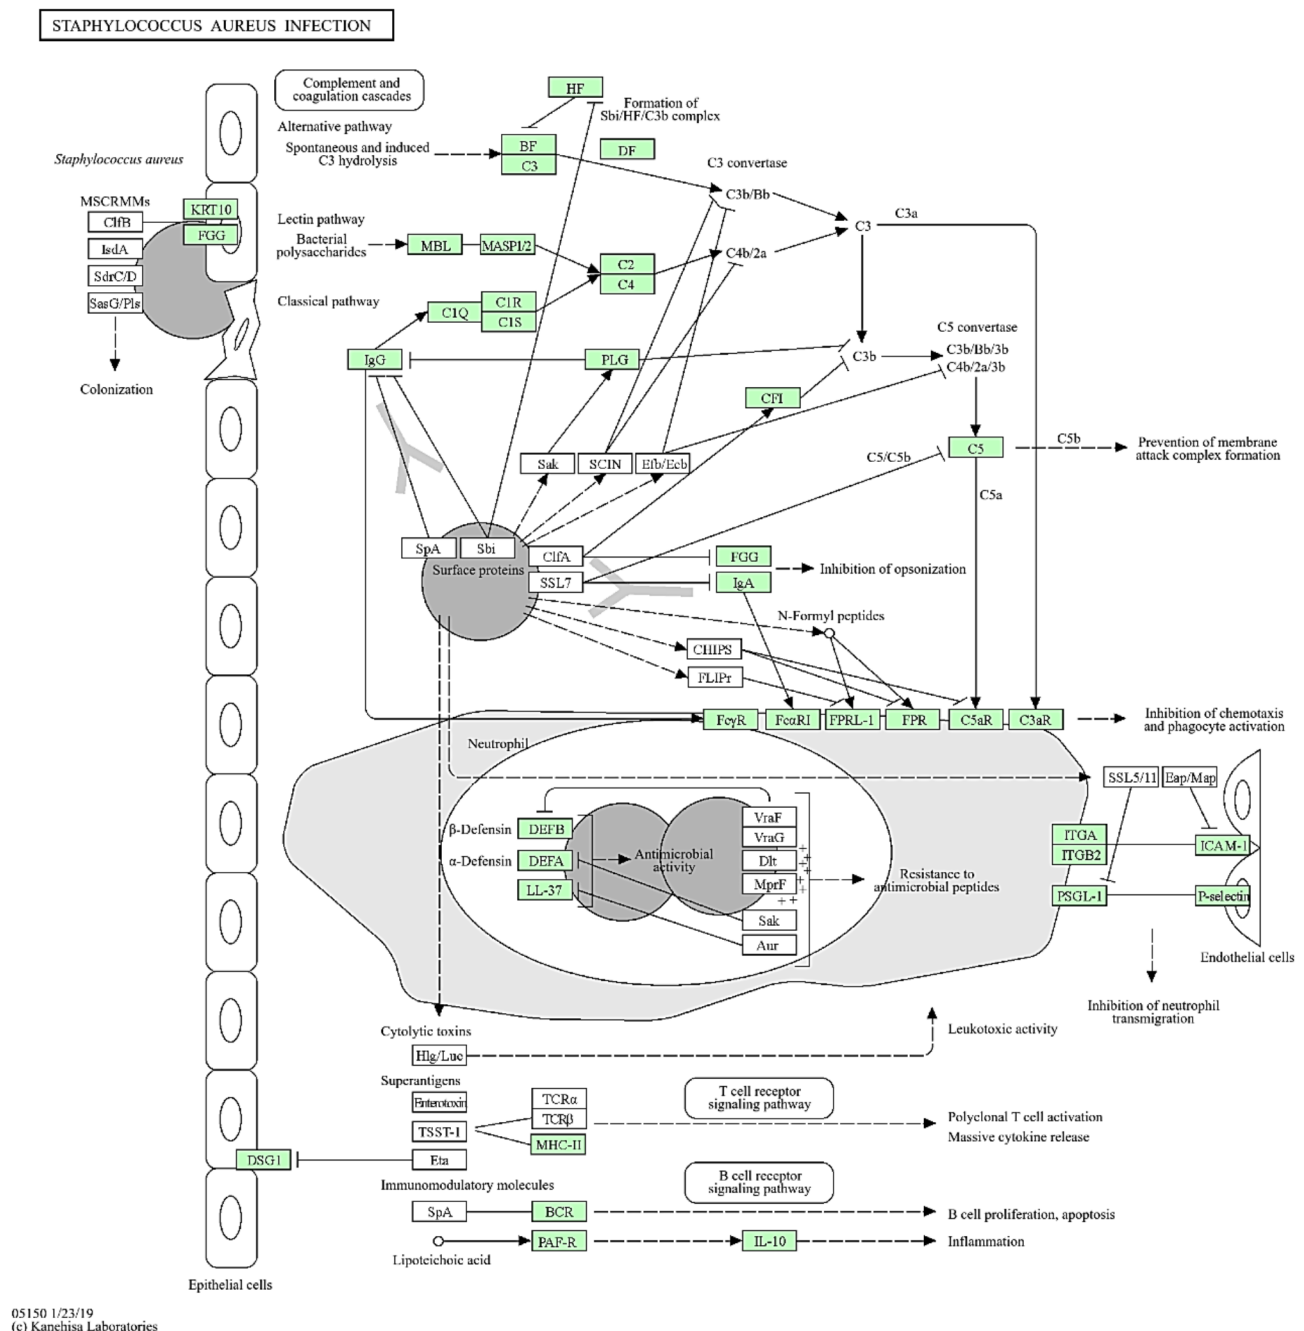 STAPHYLOCOCCUS AUREUS INFECTION
Complement and
coagulation cascades
HF
Formation of
Sbi/HF/C3b complex
Alternative pathway
Spontaneous and induced
C3 hydrolysis
BF
C3
DF
C3 convertase
Staphylococcus aureus
MSCRMMs
ClfB
IsdA
SdrC/D
SasG/Pls
Colonization
KRT10
FGG
C3b/Bb
C3
C3a
Lectin pathway
Bacterial
polysaccharides
MBL
MASP1/2
C2
C4
C4b/2a
Classical pathway
C1Q
C1R
C1S
C5 convertase
C3b/Bb/3b
C4b/2a/3b
IgG
PLG
C3b
CFI
C5/C5b
C5
C5b
Prevention of membrane
attack complex formation
C5a
Sak
SCIN
Efb/Ecb
SpA
Sbi
Surface proteins
ClfA
SSL7
FGG
IgA
Inhibition of opsonization
N-Formyl peptides
CHIPS
FLIPr
FcγR
FcαRI
FPRL-1
FPR
C5aR
C3aR
Inhibition of chemotaxis
and phagocyte activation
Neutrophil
SSL5/11
Eap/Map
β-Defensin
DEFB
α-Defensin
DEFA
LL-37
Antimicrobial
activity
VraF
VraG
Dlt
MprF
Sak
Aur
+
+
+
+
+
+
+ +
Resistance to
antimicrobial peptides
ITGA
ITGB2
ICAM-1
PSGL-1
P-selectin
Endothelial cells
Inhibition of neutrophil
transmigration
Cytolytic toxins
Hlg/Luc
Leukotoxic activity
Superantigens
Enterotoxin
TSST-1
Eta
TCRα
TCRβ
MHC-II
T cell receptor
signaling pathway
Polyclonal T cell activation
Massive cytokine release
DSG1
Immunomodulatory molecules
B cell receptor
signaling pathway
SpA
BCR
B cell proliferation, apoptosis
Lipoteichoic acid
PAF-R
IL-10
Inflammation
Epithelial cells
05150 1/23/19
(c) Kanehisa Laboratories